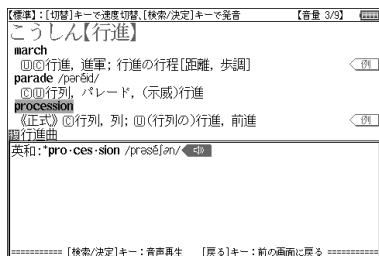 【標準】:[切替]キーで速度切替,[検索/決定]キーで発音 【音量 3/9】
こうしん【行進】
march
ⓊⒸ行進, 進軍; 行進の行程[距離, 歩調] 例
parade /pəréid/
ⒸⓊ行列, パレード, (示威)行進
procession
《正式》Ⓒ行列, 列; Ⓤ(行列の)行進, 前進 例
行進曲
英和:*pro・ces・sion /prəséʃən/
========== [検索/決定]キー:音声再生 [戻る]キー:前の画面に戻る ==========